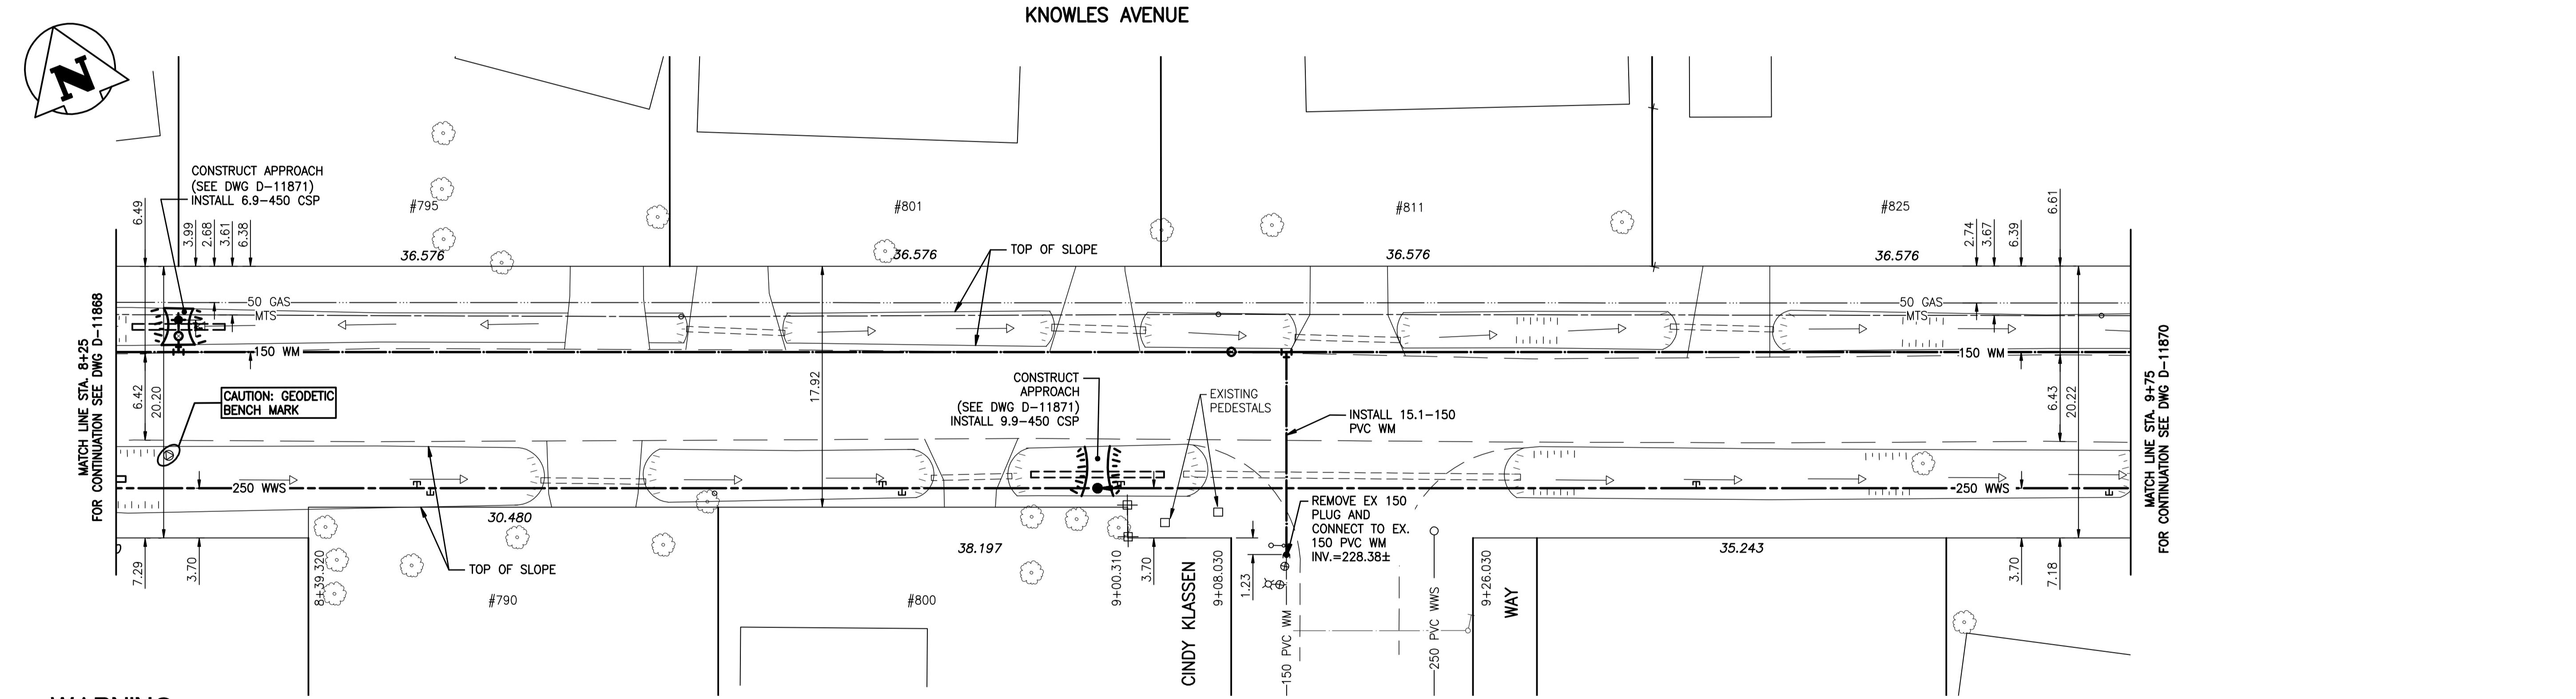 KNOWLES AVENUE
N
CONSTRUCT APPROACH
(SEE DWG D-11871)
INSTALL 6.9-450 CSP
#795
#801
#811
#825
6.49
3.99
2.68
3.61
6.38
2.74
3.67
6.39
6.61
36.576
36.576
TOP OF SLOPE
36.576
36.576
50 GAS
MTS
50 GAS
MTS
150 WM
150 WM
MATCH LINE STA. 8+25
FOR CONTINUATION SEE DWG D-11868
6.42
20.20
CAUTION: GEODETIC
BENCH MARK
17.92
CONSTRUCT
APPROACH
(SEE DWG D-11871)
INSTALL 9.9-450 CSP
EXISTING
PEDESTALS
INSTALL 15.1-150
PVC WM
6.43
20.22
MATCH LINE STA. 9+75
FOR CONTINUATION SEE DWG D-11870
250 WWS
250 WWS
30.480
REMOVE EX 150
PLUG AND
CONNECT TO EX.
150 PVC WM
INV.=228.38±
38.197
35.243
7.29
3.70
8+39.320
TOP OF SLOPE
9+00.310
3.70
9+08.030
1.23
9+26.030
3.70
7.18
#790
#800
CINDY KLASSEN
WAY
150 PVC WM
250 PVC WWS
WARNING